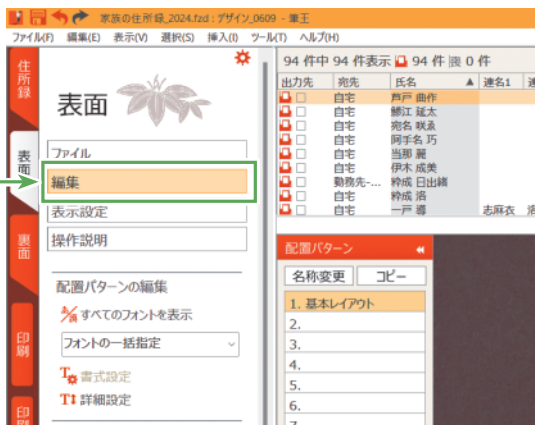 家族の住所録_2024.fzd : デザイン_0609 - 筆王
ファイル(F) 編集(E) 表示(V) 選択(S) 挿入(I) ツール(T) ヘルプ(H)
住所録
表面
裏面
印刷
表面
ファイル
編集
表示設定
操作説明
配置パターンの編集
すべてのフォントを表示
フォントの一括指定
書式設定
詳細設定
94 件中 94 件表示 94 件 0 件
出力先 宛先 氏名 ▲ 連名1
自宅 芦戸 曲作
自宅 鰺江 延太
自宅 宛名 咲ゑ
自宅 阿手名 巧
自宅 当那 麗
自宅 伊木 成美
勤務先-... 粋成 日出緒
自宅 粋成 洛
自宅 一戸 導 志麻衣
配置パターン
名称変更 コピー
1. 基本レイアウト
2.
3.
4.
5.
6.